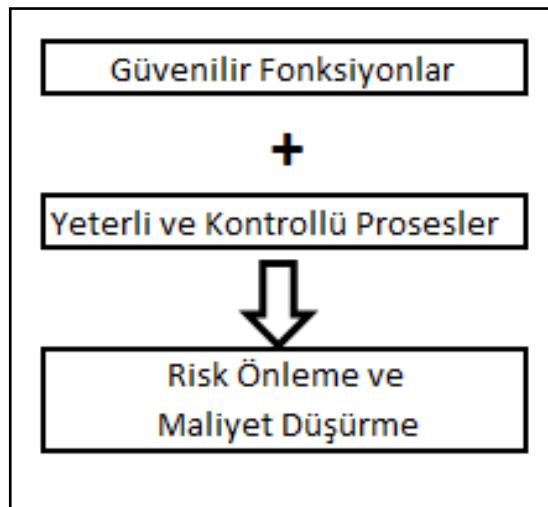 Güvenilir Fonksiyonlar
+
Yeterli ve Kontrollü Prosesler
Risk Önleme ve
Maliyet Düşürme